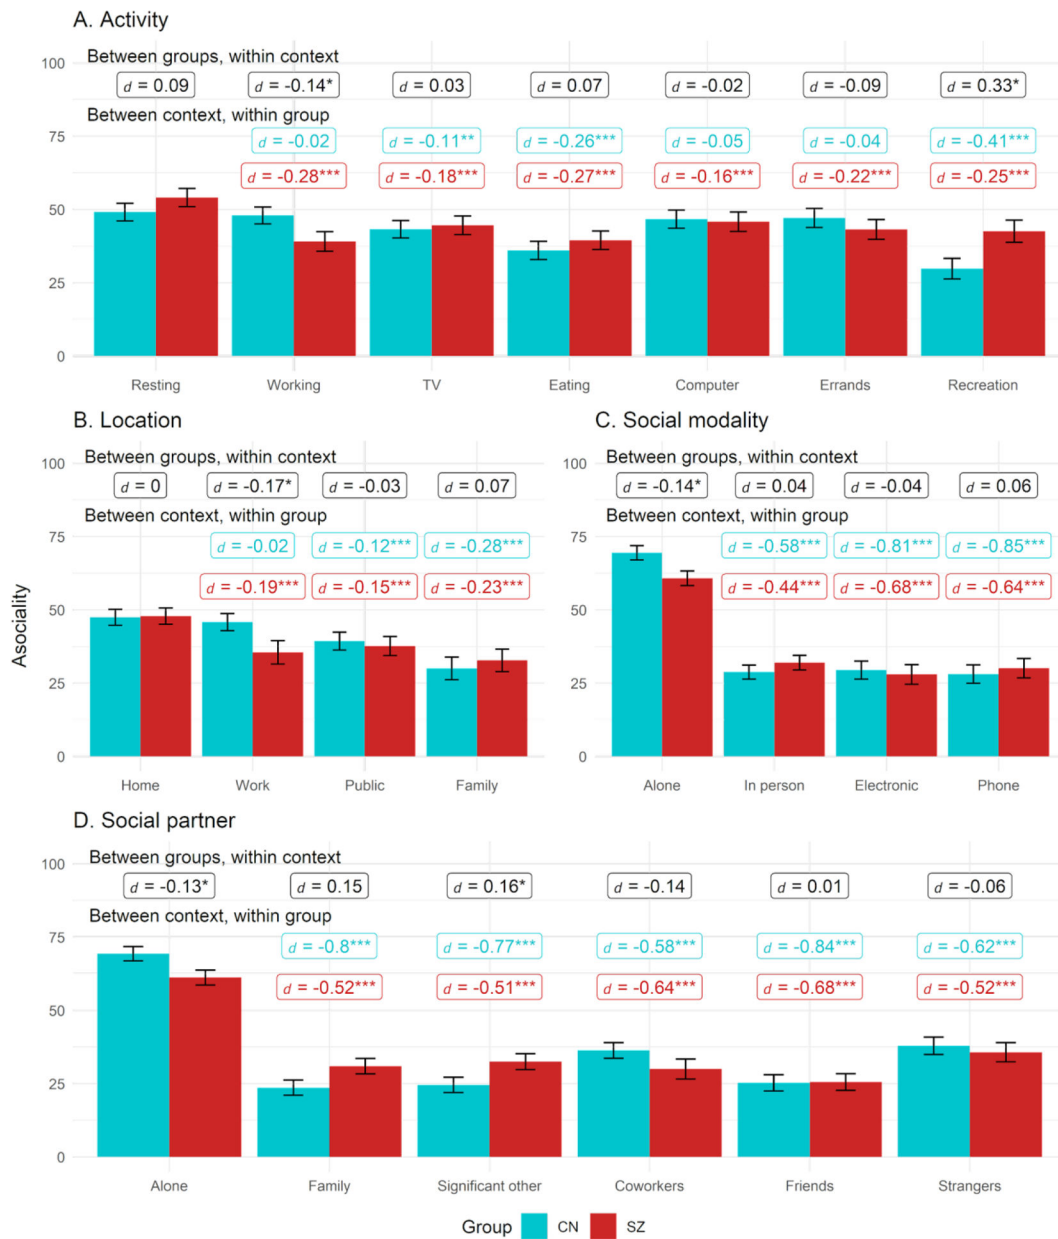 A. Activity
Between groups, within context
100
d = 0.09 d = -0.14* d = 0.03 d = 0.07 d = -0.02 d = -0.09 d = 0.33*
Between context, within group
75
d = -0.02 d = -0.11** d = -0.26*** d = -0.05 d = -0.04 d = -0.41***
d = -0.28*** d = -0.18*** d = -0.27*** d = -0.16*** d = -0.22*** d = -0.25***
50
25
0
Resting Working TV Eating Computer Errands Recreation
B. Location
Between groups, within context
100
d = 0 d = -0.17* d = -0.03 d = 0.07
Between context, within group
75
d = -0.02 d = -0.12*** d = -0.28***
d = -0.19*** d = -0.15*** d = -0.23***
50
25
0
Home Work Public Family
C. Social modality
Between groups, within context
100
d = -0.14* d = 0.04 d = -0.04 d = 0.06
Between context, within group
75
d = -0.58*** d = -0.81*** d = -0.85***
d = -0.44*** d = -0.68*** d = -0.64***
50
25
0
Alone In person Electronic Phone
Asociality
D. Social partner
Between groups, within context
100
d = -0.13* d = 0.15 d = 0.16* d = -0.14 d = 0.01 d = -0.06
Between context, within group
75
d = -0.8*** d = -0.77*** d = -0.58*** d = -0.84*** d = -0.62***
d = -0.52*** d = -0.51*** d = -0.64*** d = -0.68*** d = -0.52***
50
25
0
Alone Family Significant other Coworkers Friends Strangers
Group CN SZ